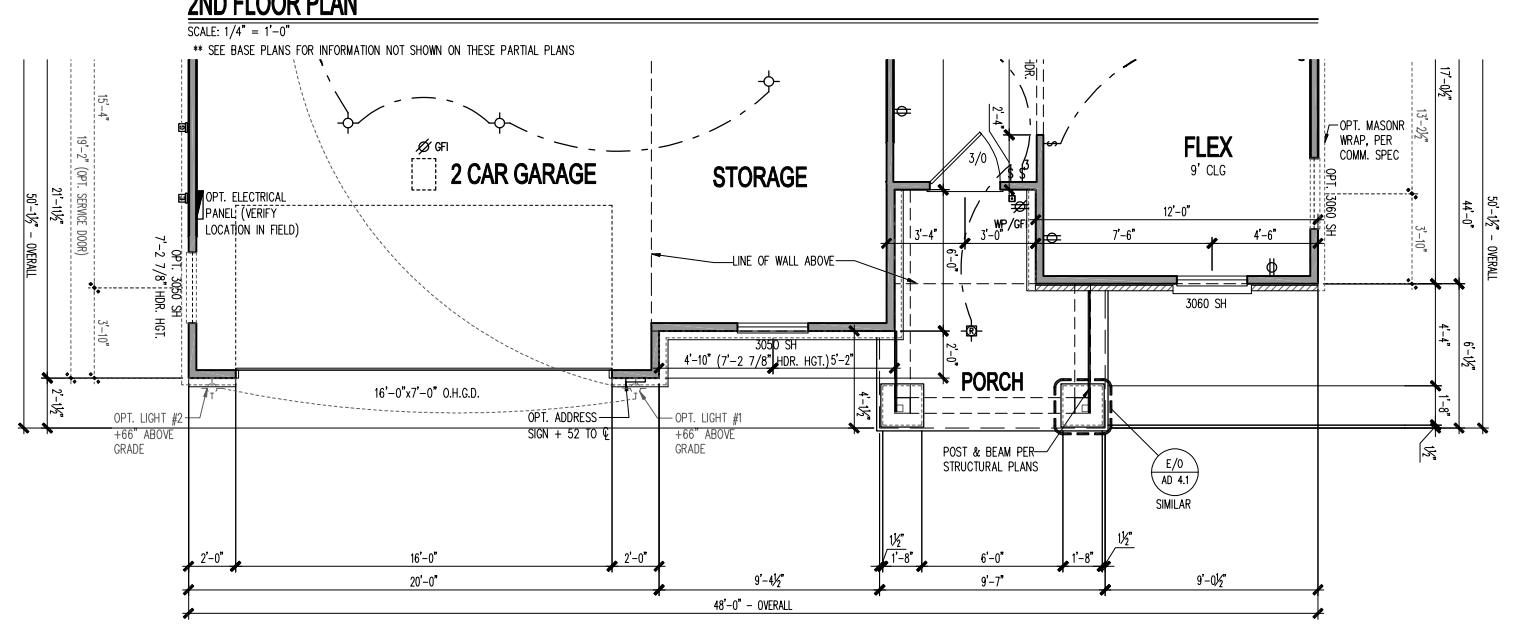 2ND FLOOR PLAN
SCALE: 1/4" = 1'-0"
** SEE BASE PLANS FOR INFORMATION NOT SHOWN ON THESE PARTIAL PLANS
15'-4"
19'-2" (OPT. SERVICE DOOR)
21'-11½"
50'-1½" - OVERALL
3'-10"
2'-1½"
7'-2 7/8" HDR. HGT.
OPT. 3050 SH
OPT. ELECTRICAL
PANEL (VERIFY
LOCATION IN FIELD)
GFI
2 CAR GARAGE
STORAGE
LINE OF WALL ABOVE
16'-0"x7'-0" O.H.G.D.
OPT. LIGHT #2
+66" ABOVE
GRADE
OPT. ADDRESS
SIGN + 52 TO ℄
OPT. LIGHT #1
+66" ABOVE
GRADE
3050 SH
4'-10" (7'-2 7/8" HDR. HGT.) 5'-2"
4'-1½"
HDR.
2'-4"
3/0
S S3
S
WP/GF
3'-4"
3'-0"
6'-0"
2'-0"
R
PORCH
FLEX
9' CLG
12'-0"
7'-6"
4'-6"
3060 SH
OPT. 3060 SH
OPT. MASONR
WRAP, PER
COMM. SPEC
17'-0½"
13'-2½"
3'-10"
44'-0"
50'-1½" - OVERALL
4'-4"
6'-1½"
1'-8"
1½"
POST & BEAM PER
STRUCTURAL PLANS
E/0
AD 4.1
SIMILAR
2'-0"
16'-0"
2'-0"
1½"
1'-8"
6'-0"
1'-8"
1½"
20'-0"
9'-4½"
9'-7"
9'-0½"
48'-0" - OVERALL